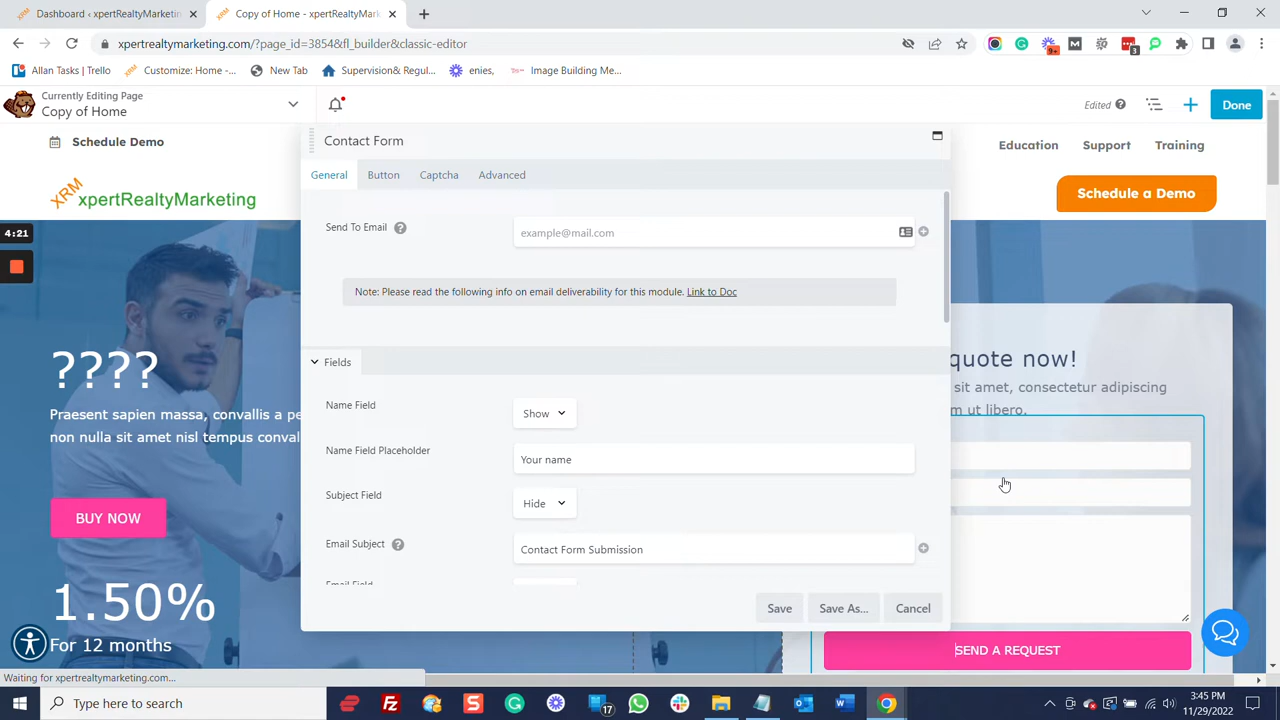 Dashboard ‹ xpertRealtyMarketin
Copy of Home - xpertRealtyMark
xpertrealtymarketing.com/?page_id=3854&fl_builder&classic-editor
9+
3
Allan Tasks | Trello
Customize: Home -...
New Tab
Supervision& Regul...
enies,
Image Building Me...
Currently Editing Page
Copy of Home
Edited
Done
Schedule Demo
Education
Support
Training
XRM
xpertRealtyMarketing
Schedule a Demo
4:21
Contact Form
General
Button
Captcha
Advanced
Send To Email
example@mail.com
Note: Please read the following info on email deliverability for this module. Link to Doc
Fields
Name Field
Show
Name Field Placeholder
Your name
Subject Field
Hide
Email Subject
Contact Form Submission
Email Field
Save
Save As...
Cancel
????
Praesent sapien massa, convallis a pe
non nulla sit amet nisl tempus conval
BUY NOW
1.50%
For 12 months
quote now!
sit amet, consectetur adipiscing
m ut libero.
SEND A REQUEST
Waiting for xpertrealtymarketing.com...
Type here to search
17
3:45 PM
11/29/2022